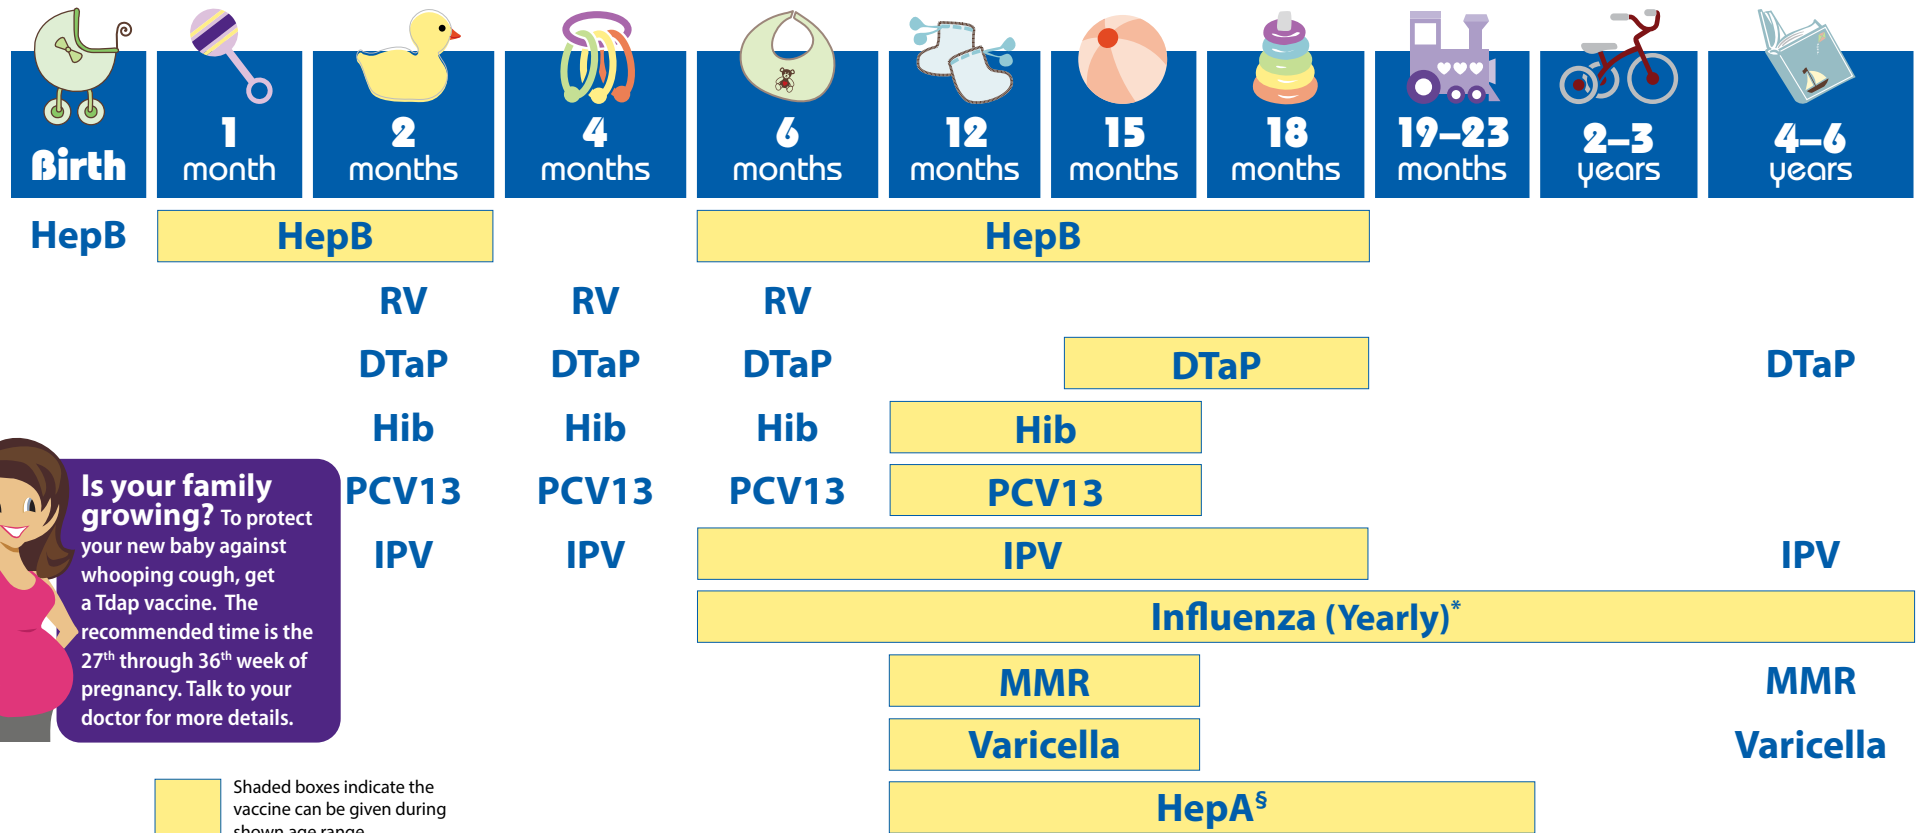 Birth
1
month
2
months
4
months
6
months
12
months
15
months
18
months
19–23
months
2–3
years
4–6
years
HepB HepB HepB
RV RV RV
DTaP DTaP DTaP DTaP DTaP
Hib Hib Hib Hib
PCV13 PCV13 PCV13 PCV13
IPV IPV IPV IPV
Influenza (Yearly)*
MMR MMR
Varicella Varicella
HepA§
Is your family
growing? To protect
your new baby against
whooping cough, get
a Tdap vaccine. The
recommended time is the
27th through 36th week of
pregnancy. Talk to your
doctor for more details.
Shaded boxes indicate the
vaccine can be given during
shown age range.